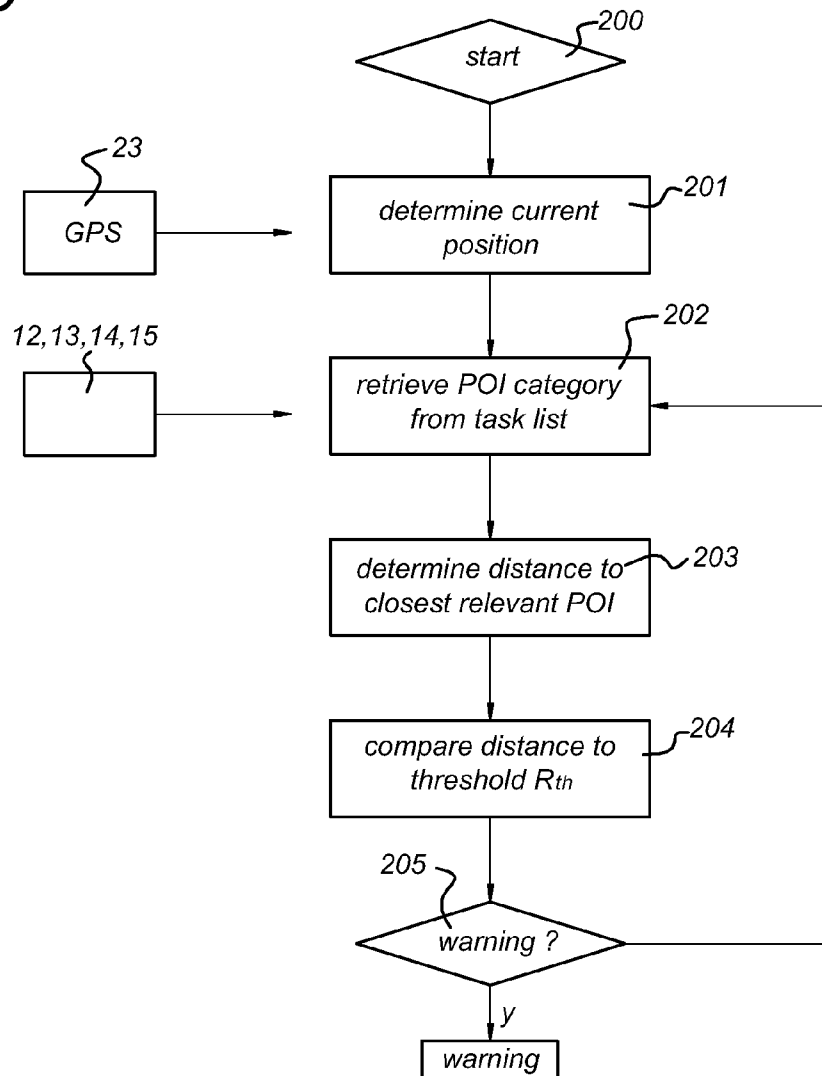 200
start
23
GPS
201
determine current
position
12,13,14,15
202
retrieve POI category
from task list
203
determine distance to
closest relevant POI
204
compare distance to
threshold Rth
205
warning ?
y
warning